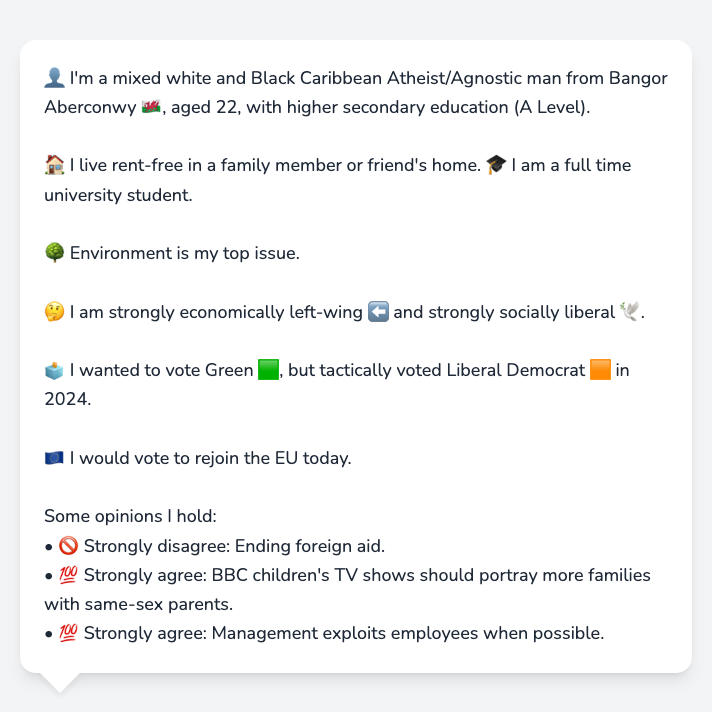 👤 I'm a mixed white and Black Caribbean Atheist/Agnostic man from Bangor
Aberconwy 🏴󠁧󠁢󠁷󠁬󠁳󠁿, aged 22, with higher secondary education (A Level).
🏠 I live rent-free in a family member or friend's home. 🎓 I am a full time
university student.
🌳 Environment is my top issue.
🤔 I am strongly economically left-wing ⬅️ and strongly socially liberal 🕊️.
🗳️ I wanted to vote Green 🟩, but tactically voted Liberal Democrat 🟧 in
2024.
🇪🇺 I would vote to rejoin the EU today.
Some opinions I hold:
• 🚫 Strongly disagree: Ending foreign aid.
• 💯 Strongly agree: BBC children's TV shows should portray more families
with same-sex parents.
• 💯 Strongly agree: Management exploits employees when possible.